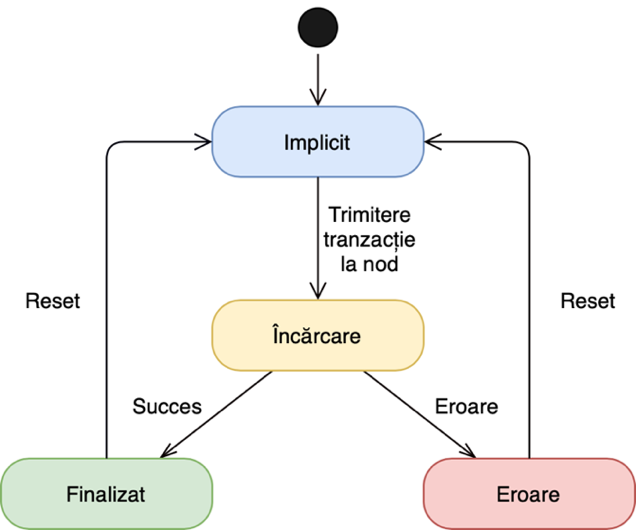 Implicit
Trimitere
tranzacție
la nod
Reset
Reset
Încărcare
Succes
Eroare
Finalizat
Eroare